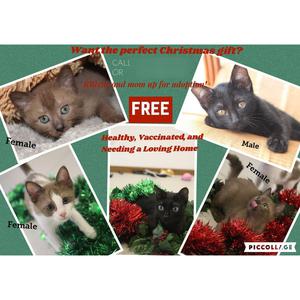 Want the perfect Christmas gift?
CALL
OR
Kittens and mom up for adoption!
FREE
Healthy, Vaccinated, and
Needing a Loving Home
Female
Male
Female
Female
PICCOLLAGE